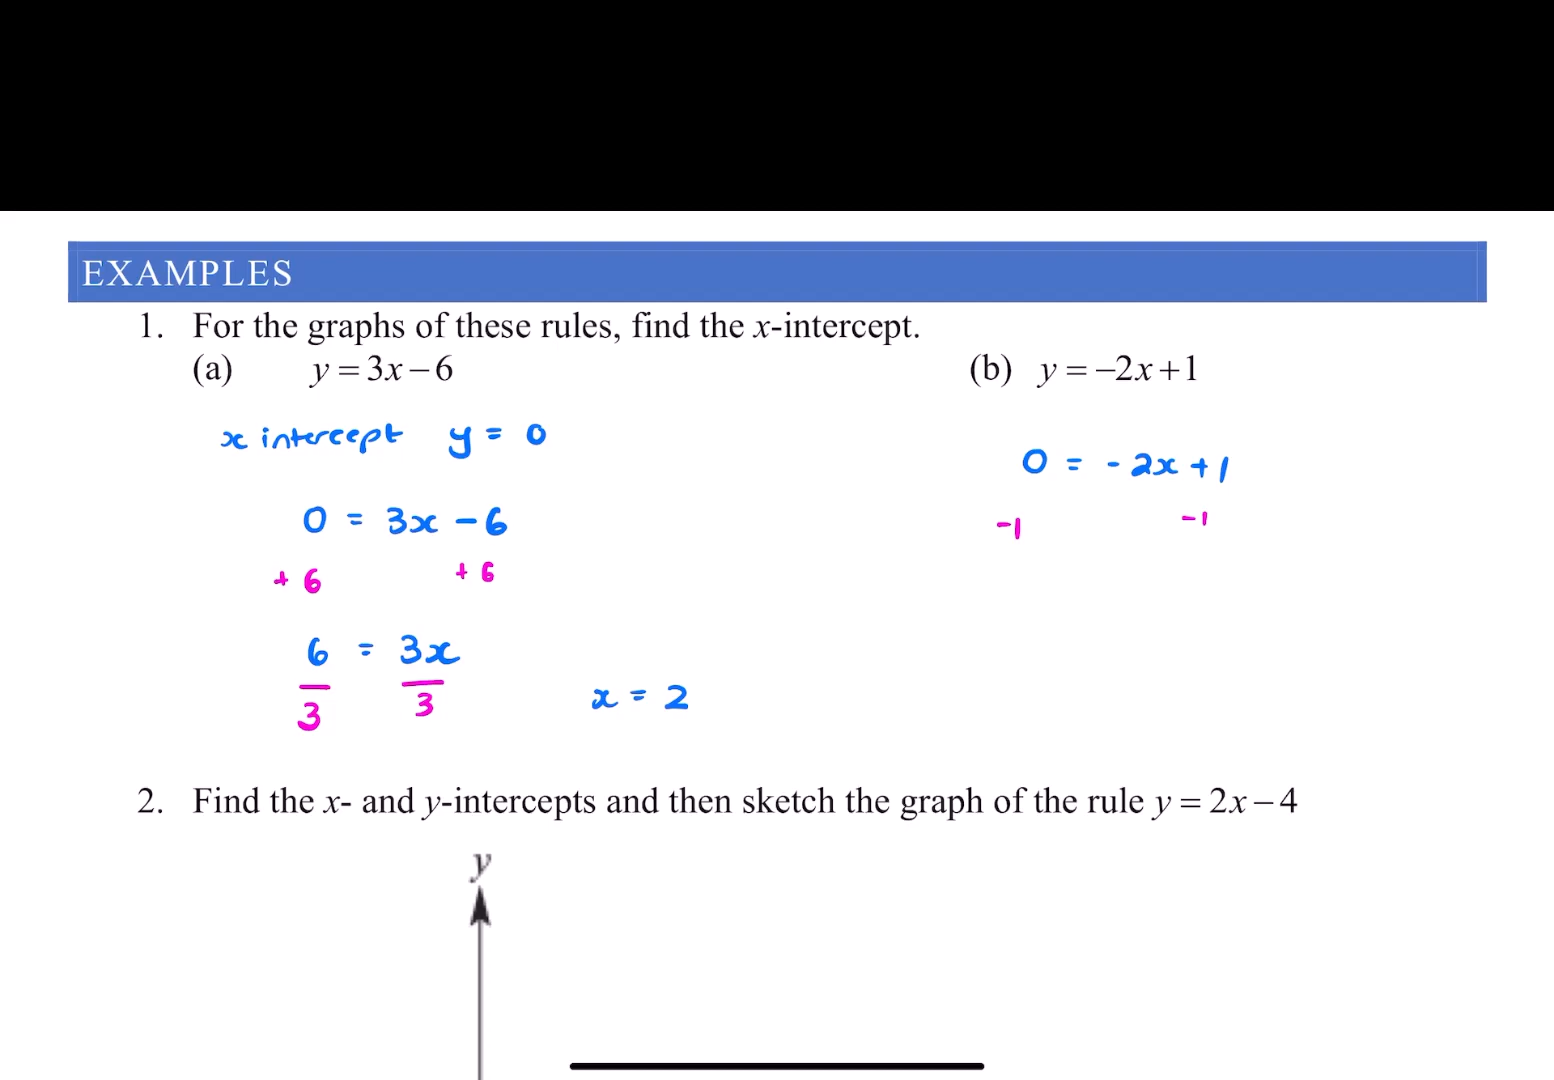 EXAMPLES
1. For the graphs of these rules, find the x-intercept.
(a) y = 3x − 6
x intercept y = 0
0 = 3x − 6
+ 6 + 6
6 = 3x
3 3
x = 2
(b) y = −2x + 1
0 = - 2x + 1
-1 -1
2. Find the x- and y-intercepts and then sketch the graph of the rule y = 2x − 4
y